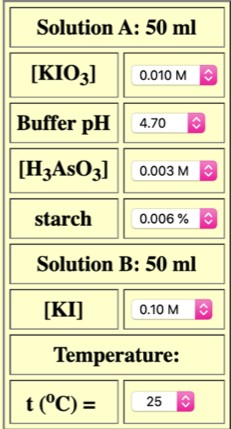 Solution A: 50 ml
[KIO₃] 0.010 M
Buffer pH 4.70
[H₃AsO₃] 0.003 M
starch 0.006 %
Solution B: 50 ml
[KI] 0.10 M
Temperature:
t (⁰C) = 25